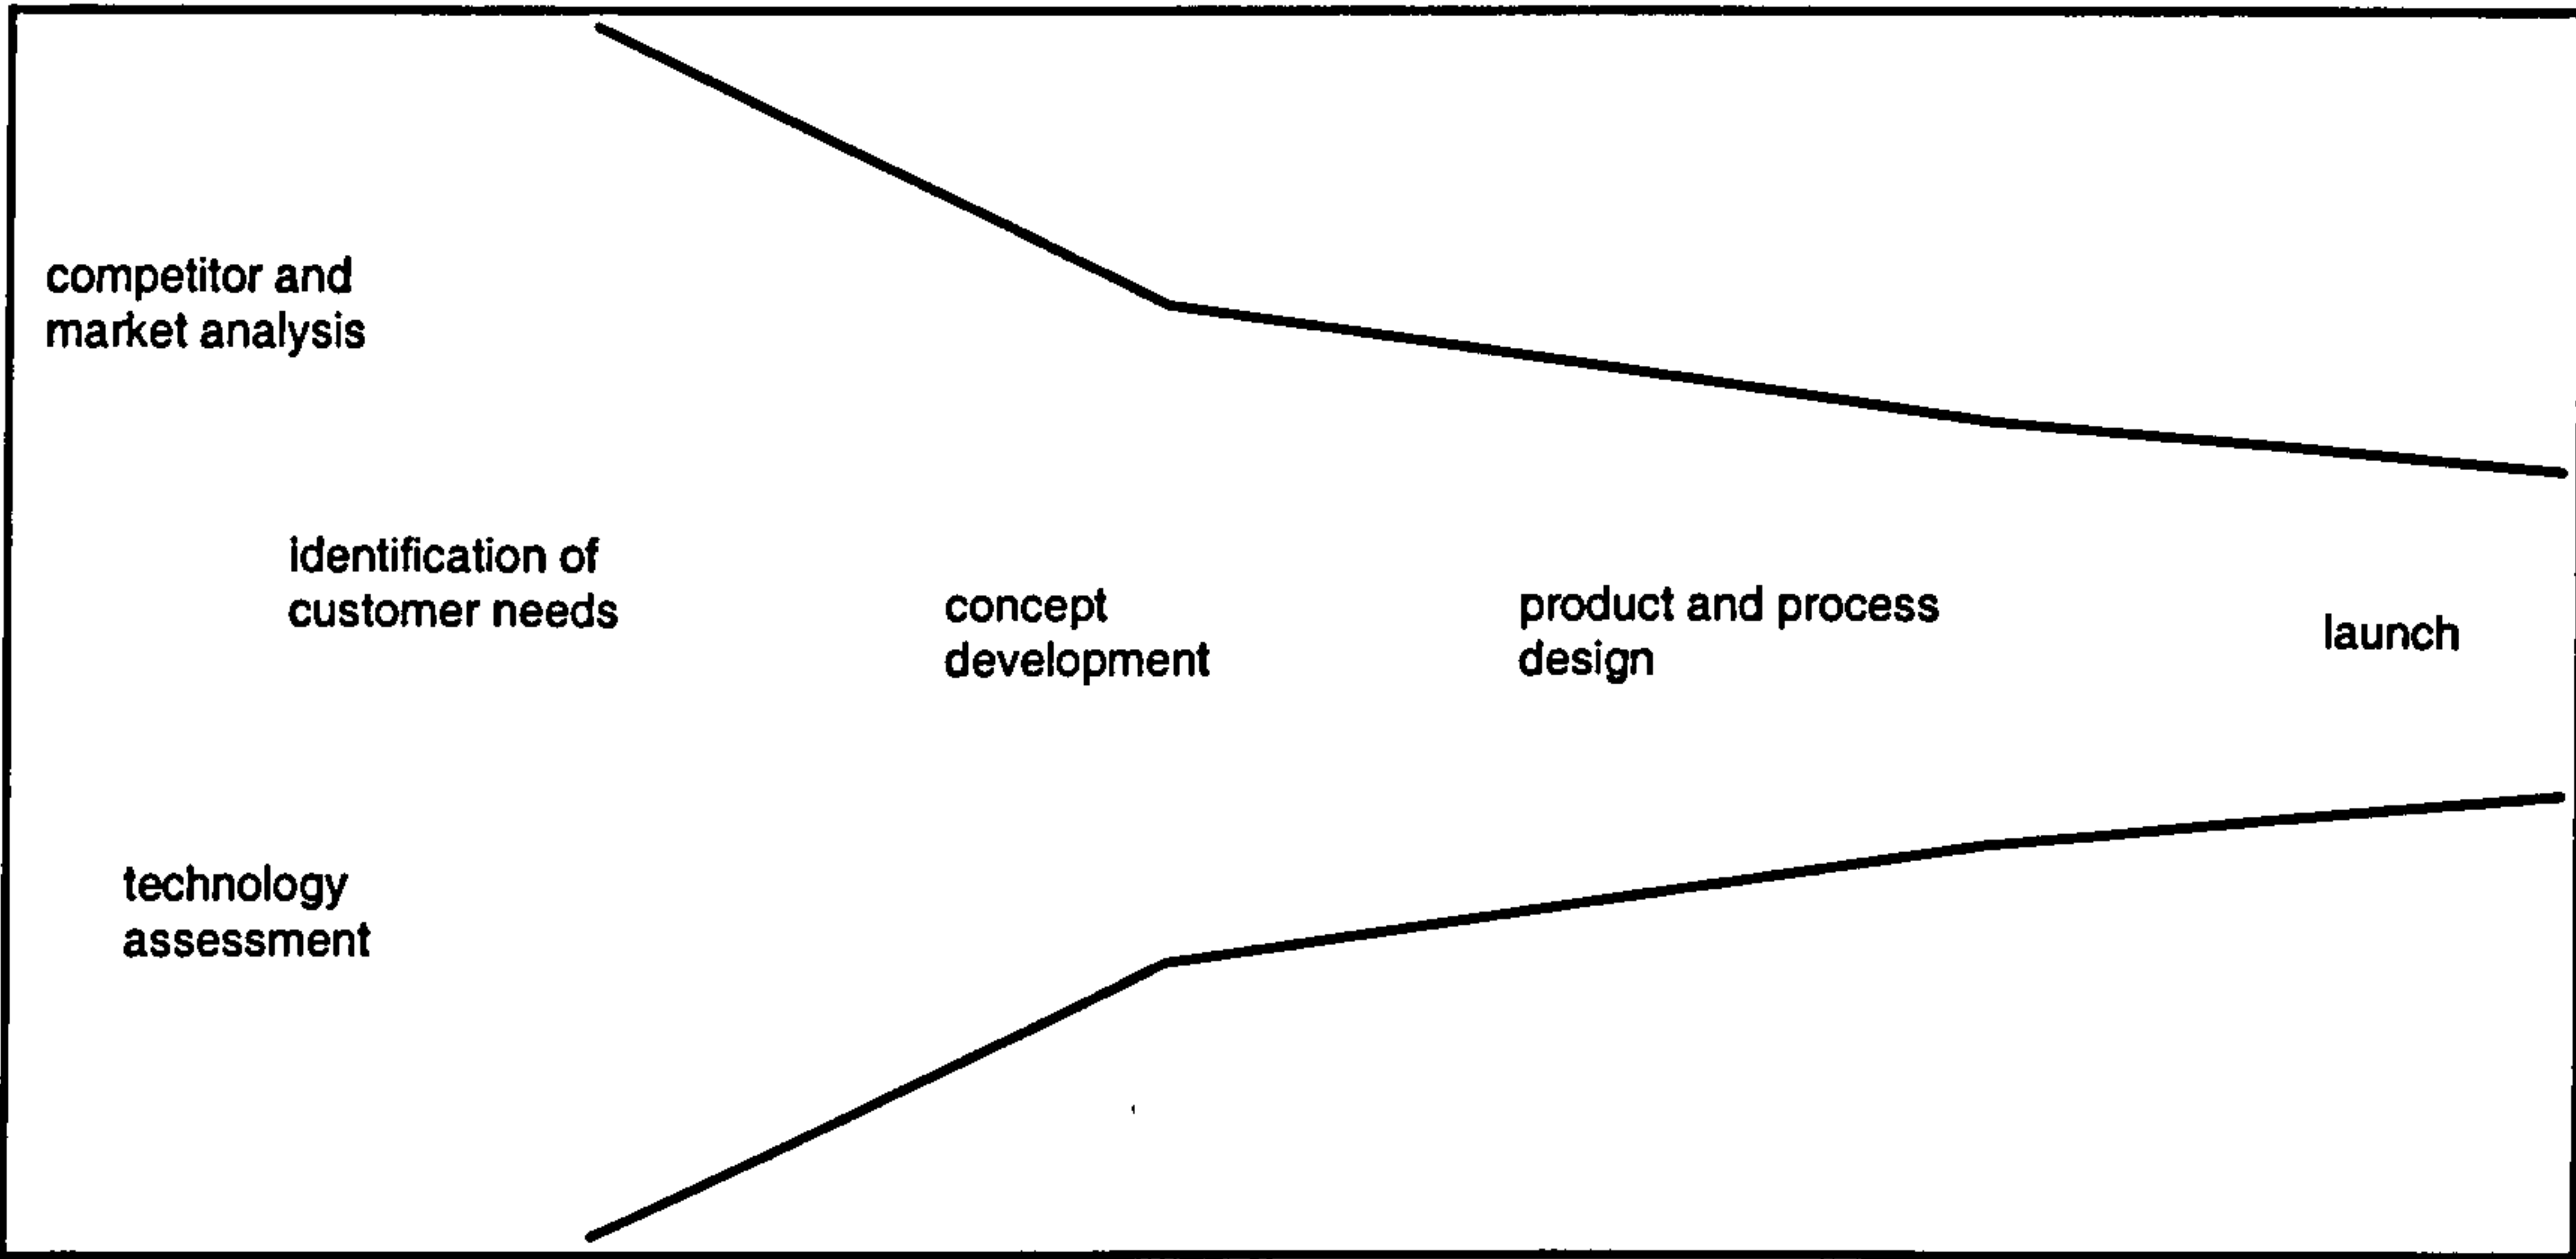 competitor and
market analysis
identification of
customer needs
concept
development
product and process
design
launch
technology
assessment